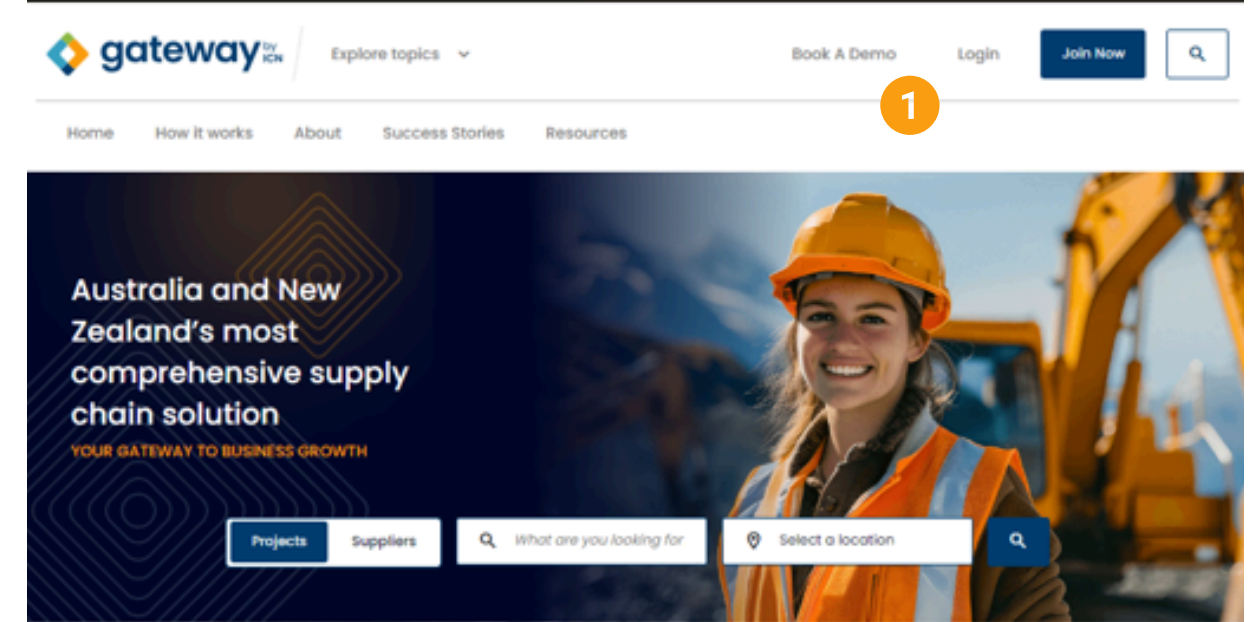 gateway by ICN
Explore topics
Book A Demo
Login
Join Now
1
Home
How it works
About
Success Stories
Resources
Australia and New
Zealand's most
comprehensive supply
chain solution
YOUR GATEWAY TO BUSINESS GROWTH
Projects
Suppliers
What are you looking for
Select a location